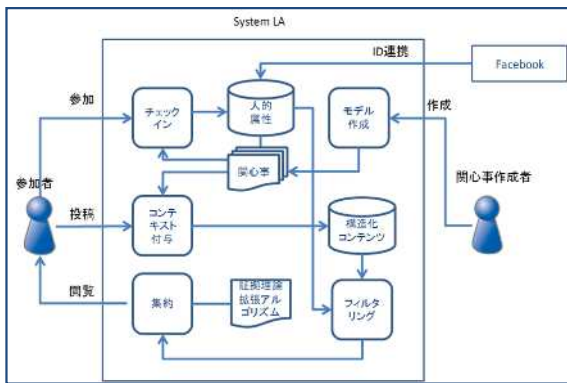 System LA
ID連携
Facebook
参加
チェック
イン
人的
属性
モデル
作成
作成
関心事
参加者
関心事作成者
投稿
コンテ
キスト
付与
構造化
コンテンツ
閲覧
集約
証拠理論
拡張アル
ゴリズム
フィルタ
リング